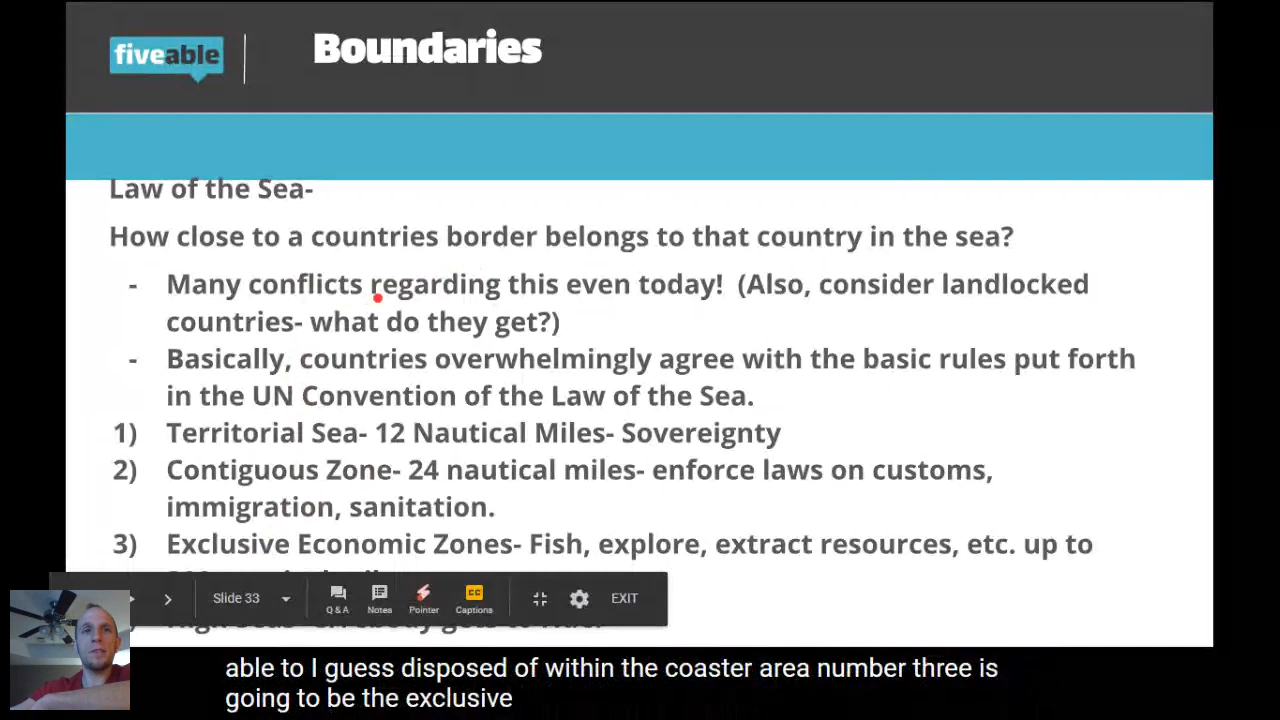 fiveable
Boundaries
Law of the Sea-
How close to a countries border belongs to that country in the sea?
- Many conflicts regarding this even today! (Also, consider landlocked
countries- what do they get?)
- Basically, countries overwhelmingly agree with the basic rules put forth
in the UN Convention of the Law of the Sea.
1) Territorial Sea- 12 Nautical Miles- Sovereignty
2) Contiguous Zone- 24 nautical miles- enforce laws on customs,
immigration, sanitation.
3) Exclusive Economic Zones- Fish, explore, extract resources, etc. up to
Slide 33
Q & A
Notes
Pointer
CC
Captions
EXIT
able to I guess disposed of within the coaster area number three is
going to be the exclusive